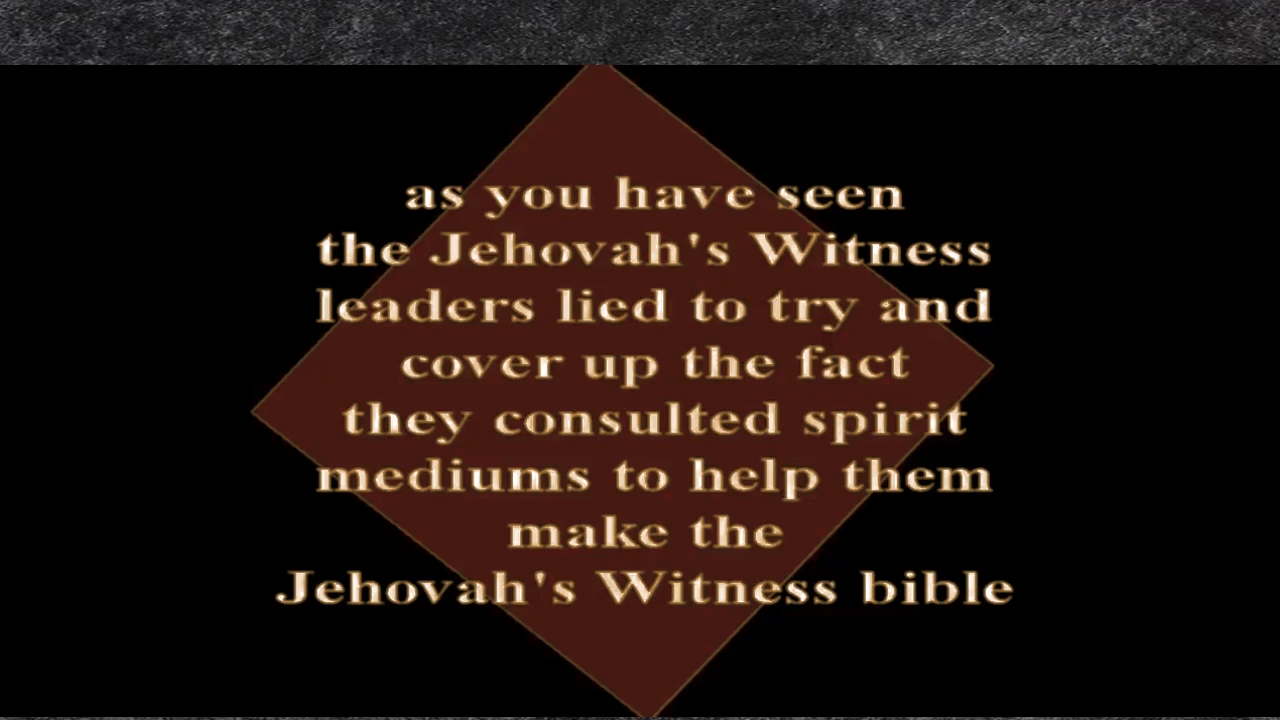 as you have seen
the Jehovah's Witness
leaders lied to try and
cover up the fact
they consulted spirit
mediums to help them
make the
Jehovah's Witness bible